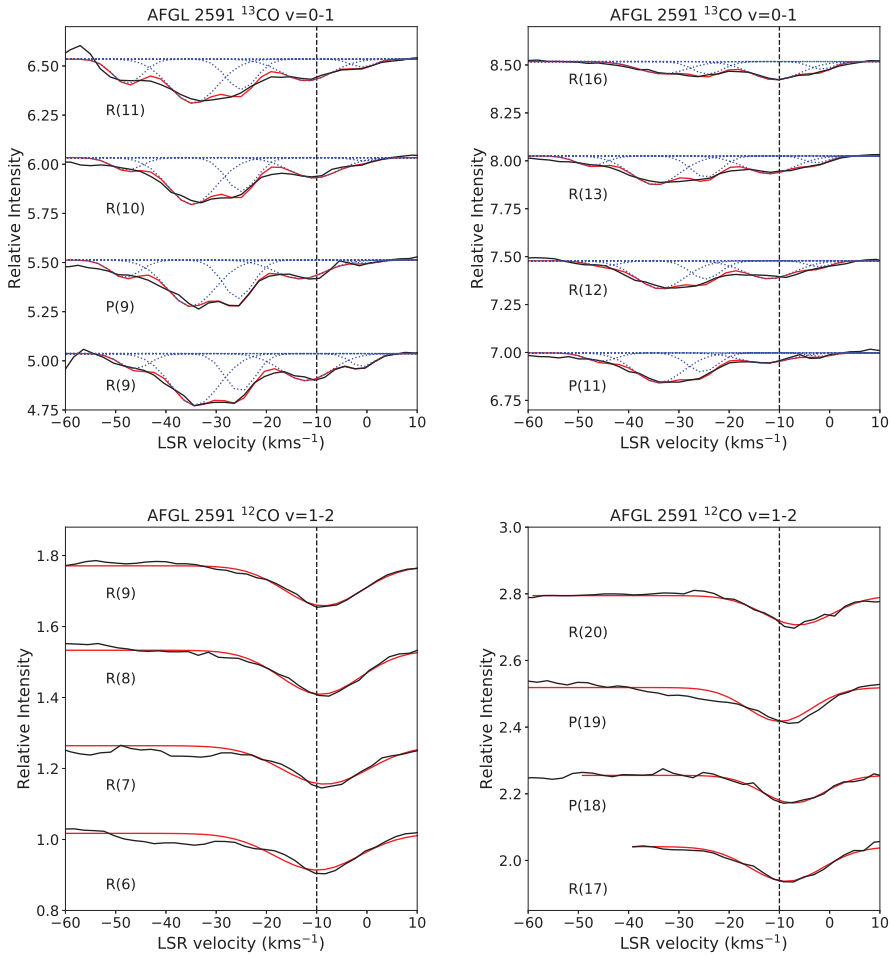 AFGL 2591 ¹³CO v=0-1
Relative Intensity
6.50
6.25
6.00
5.75
5.50
5.25
5.00
4.75
R(11)
R(10)
P(9)
R(9)
−60 −50 −40 −30 −20 −10 0 10
LSR velocity (kms⁻¹)
AFGL 2591 ¹³CO v=0-1
Relative Intensity
8.50
8.25
8.00
7.75
7.50
7.25
7.00
6.75
R(16)
R(13)
R(12)
P(11)
−60 −50 −40 −30 −20 −10 0 10
LSR velocity (kms⁻¹)
AFGL 2591 ¹²CO v=1-2
Relative Intensity
1.8
1.6
1.4
1.2
1.0
0.8
R(9)
R(8)
R(7)
R(6)
−60 −50 −40 −30 −20 −10 0 10
LSR velocity (kms⁻¹)
AFGL 2591 ¹²CO v=1-2
Relative Intensity
3.0
2.8
2.6
2.4
2.2
2.0
R(20)
P(19)
P(18)
R(17)
−60 −50 −40 −30 −20 −10 0 10
LSR velocity (kms⁻¹)